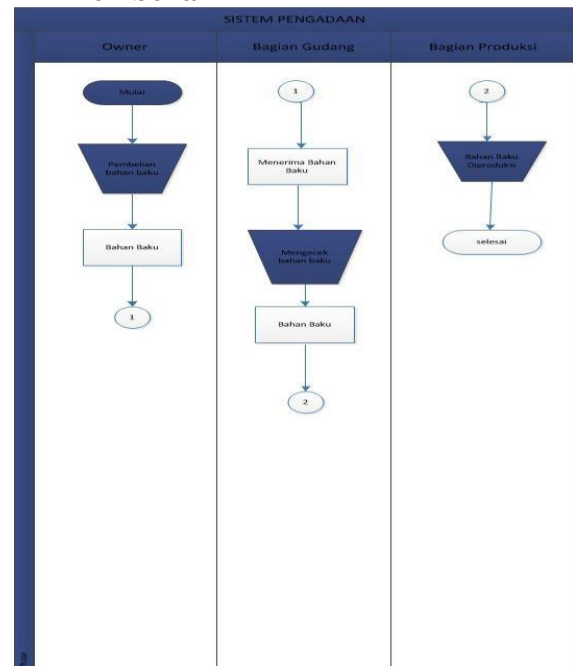 SISTEM PENGADAAN
Owner
Bagian Gudang
Bagian Produksi
Mulai
Pembelian
bahan baku
Bahan Baku
1
1
Menerima Bahan
Baku
Mengecek
bahan baku
Bahan Baku
2
2
Bahan Baku
Diproduksi
selesai